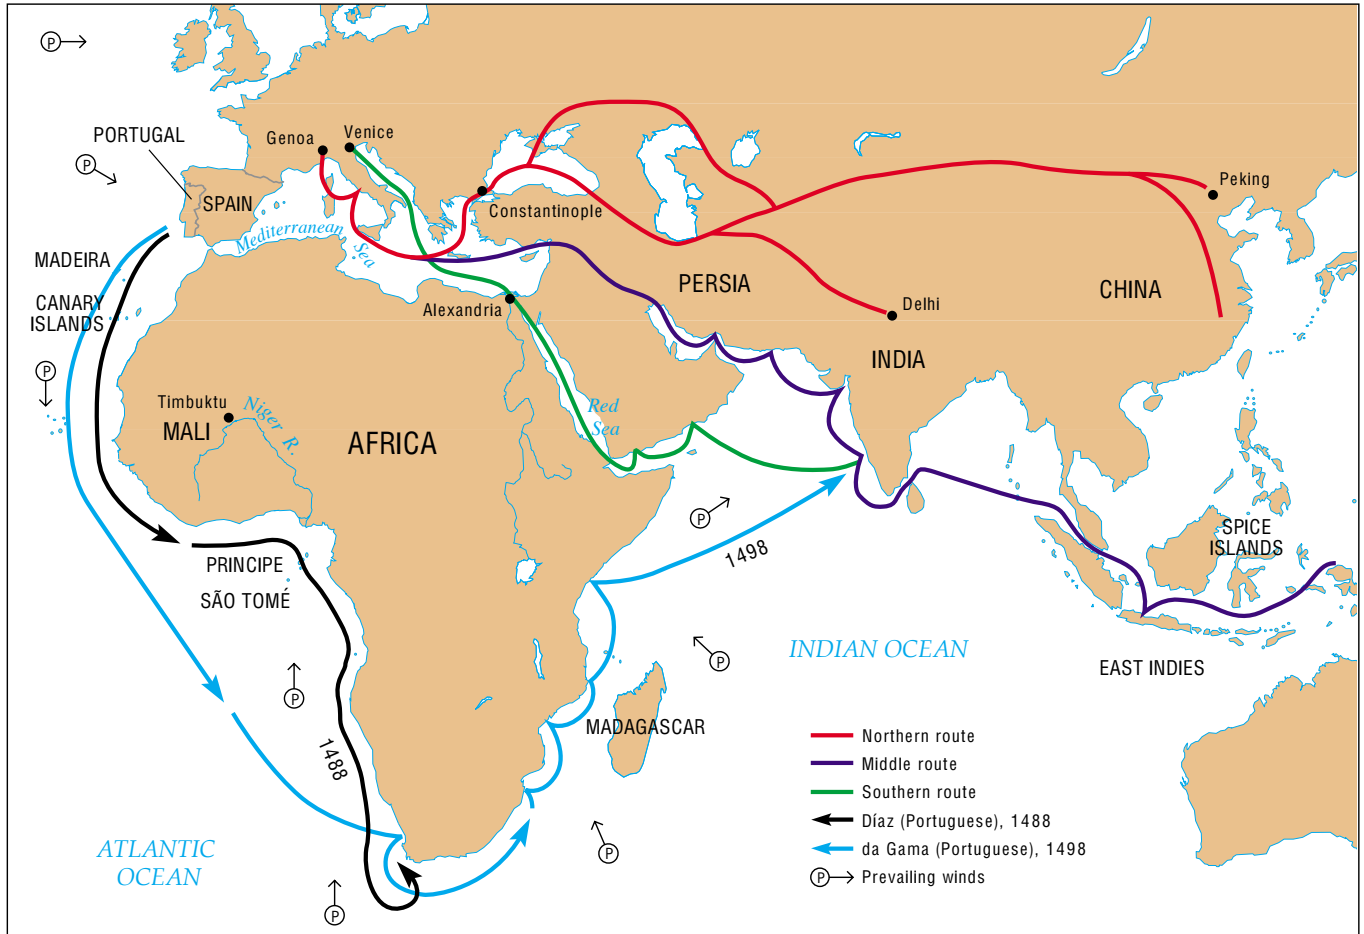 P
PORTUGAL
Genoa
Venice
P
SPAIN
Constantinople
Peking
Mediterranean
Sea
MADEIRA
CANARY
ISLANDS
PERSIA
CHINA
Alexandria
Delhi
INDIA
P
Timbuktu
MALI
Niger R.
AFRICA
Red
Sea
P
1498
SPICE
ISLANDS
PRINCIPE
SÃO TOMÉ
P
P
INDIAN OCEAN
EAST INDIES
MADAGASCAR
1488
Northern route
Middle route
Southern route
Díaz (Portuguese), 1488
da Gama (Portuguese), 1498
P Prevailing winds
P
ATLANTIC
OCEAN
P